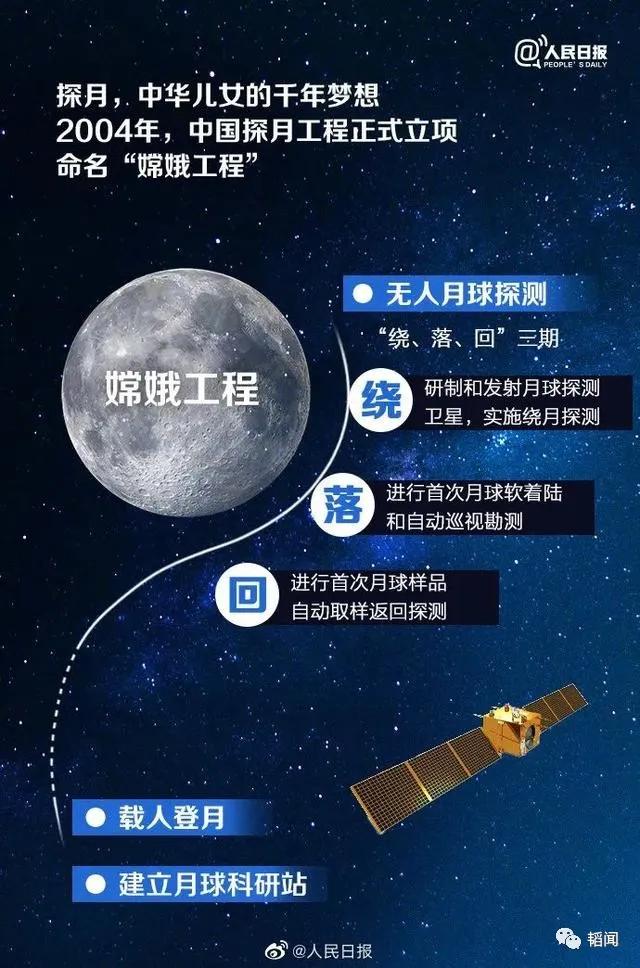 @人民日报
PEOPLE'S DAILY
探月，中华儿女的千年梦想
2004年，中国探月工程正式立项
命名“嫦娥工程”
嫦娥工程
无人月球探测
“绕、落、回”三期
绕
研制和发射月球探测
卫星，实施绕月探测
落
进行首次月球软着陆
和自动巡视勘测
回
进行首次月球样品
自动取样返回探测
载人登月
建立月球科研站
@人民日报
韬闻